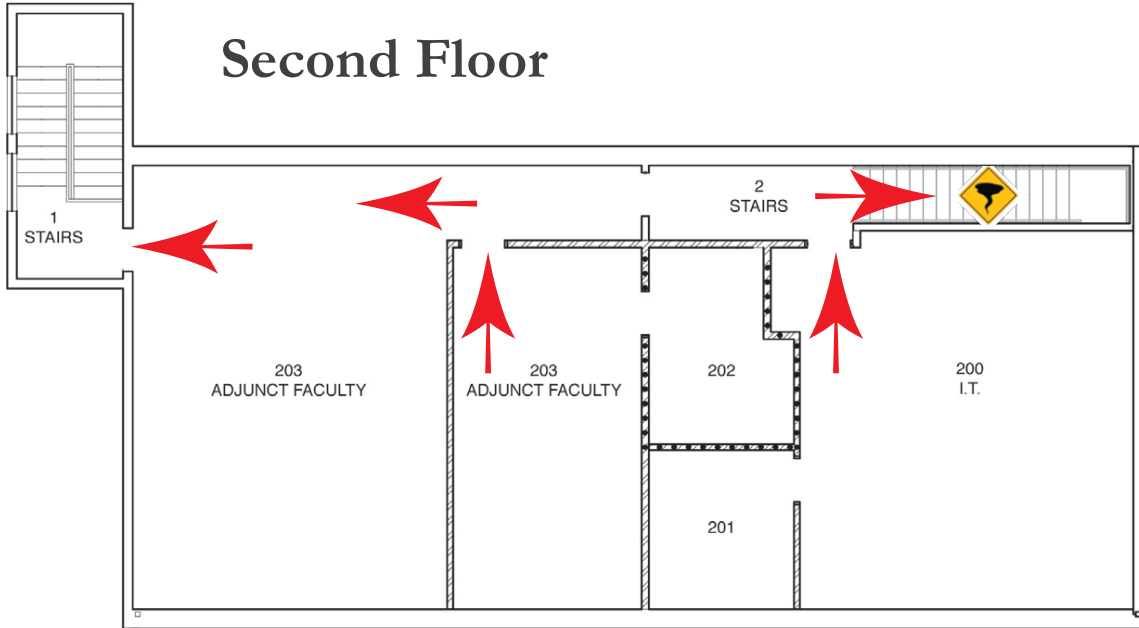 Second Floor
1
STAIRS
2
STAIRS
203
ADJUNCT FACULTY
203
ADJUNCT FACULTY
202
200
I.T.
201